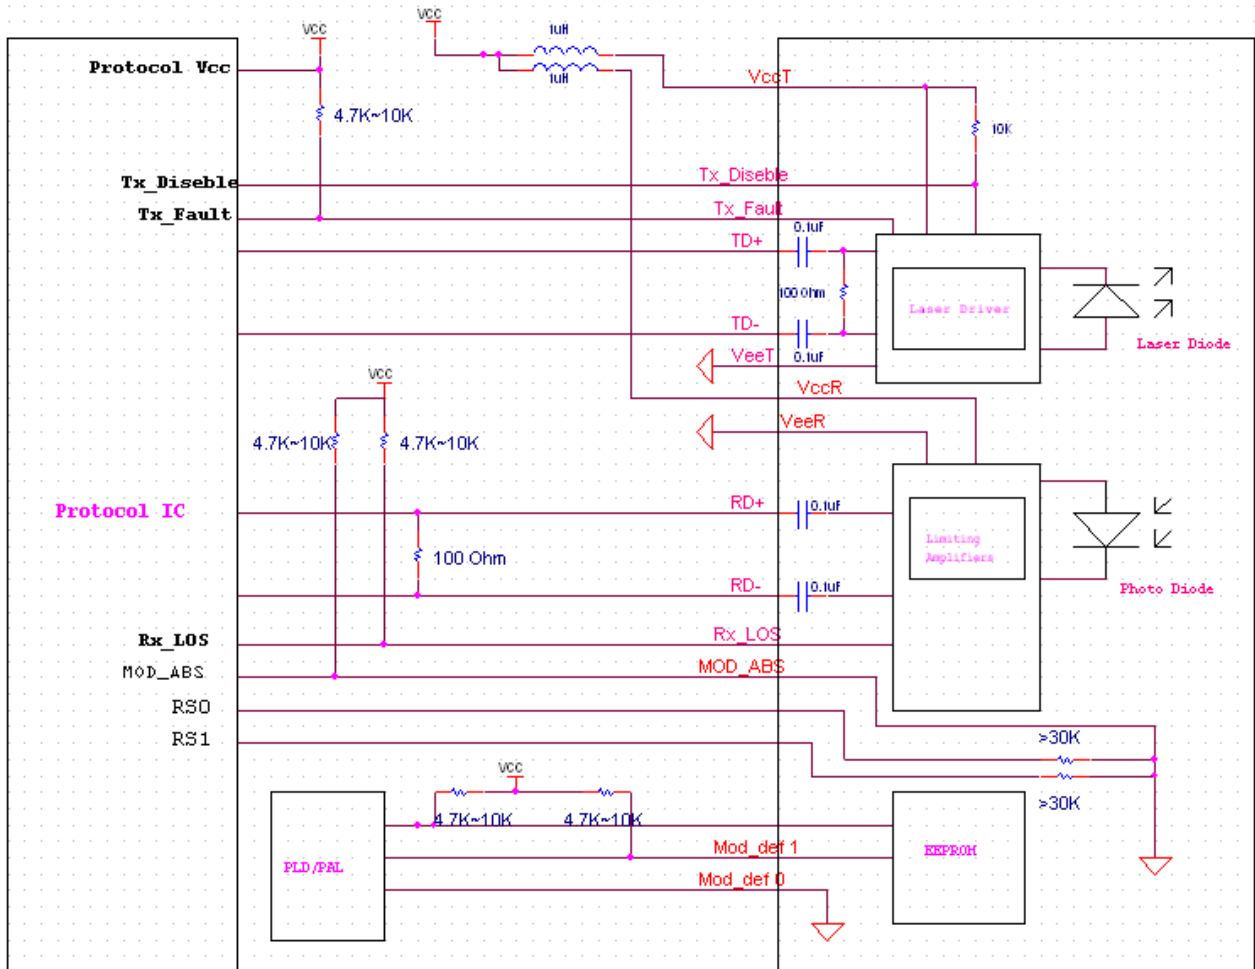 VCC
VCC
1uH
Protocol Vcc
1uH
VccT
4.7K~10K
10K
Tx_Diseble
Tx_Diseble
Tx_Fault
Tx_Fault
0.1uF
TD+
100 Ohm
Laser Driver
TD-
Laser Diode
VeeT
0.1uF
VCC
VccR
VeeR
4.7K~10K
4.7K~10K
Protocol IC
RD+
0.1uF
Limiting
Amplifiers
100 Ohm
RD-
0.1uF
Photo Diode
Rx_LOS
Rx_LOS
MOD_ABS
MOD_ABS
RS0
RS1
>30K
VCC
>30K
4.7K~10K
4.7K~10K
Mod_def 1
EEPROM
PLD/PAL
Mod_def 0